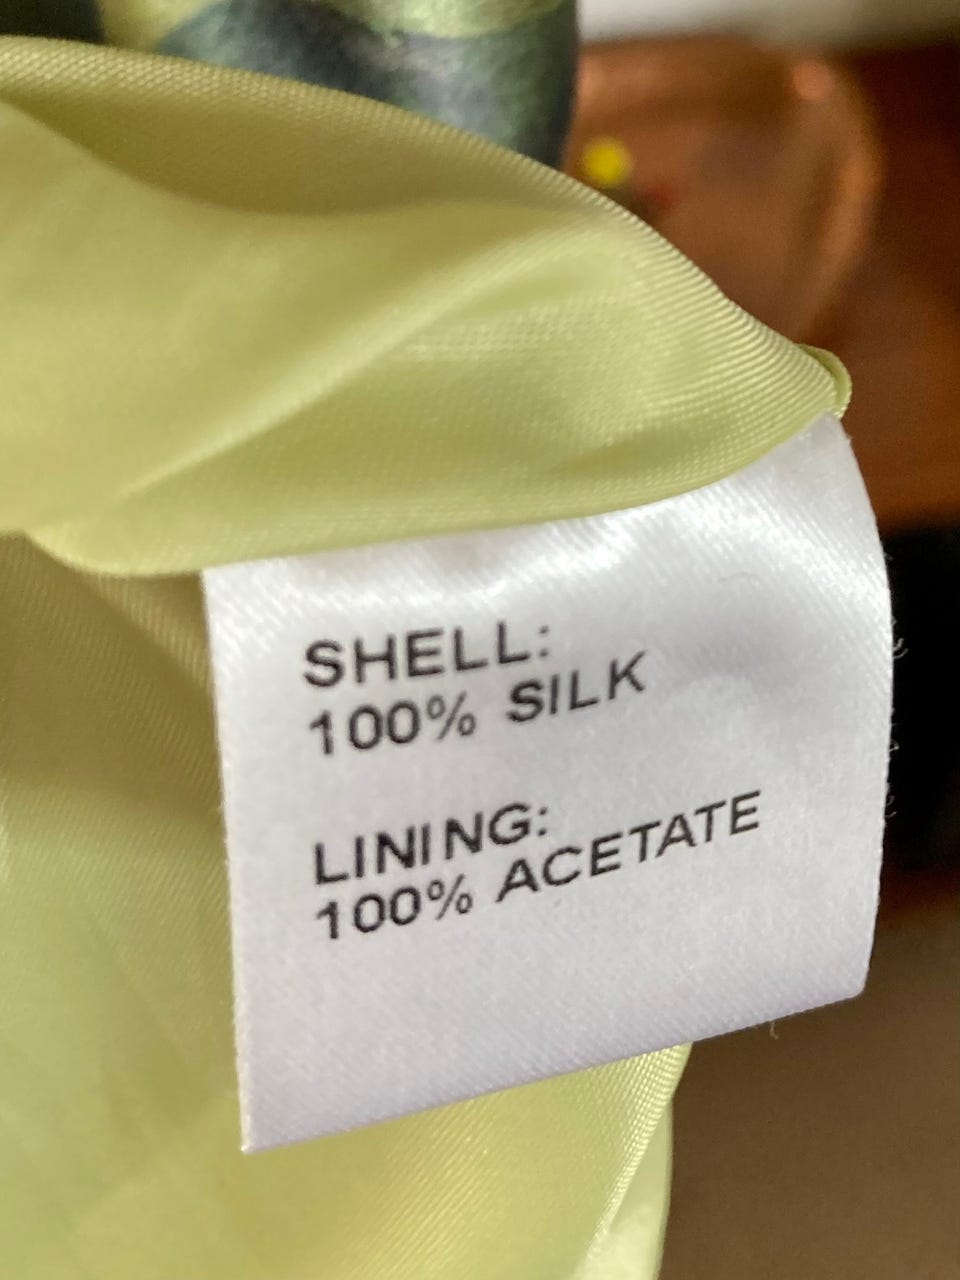 SHELL:
100% SILK
LINING:
100% ACETATE